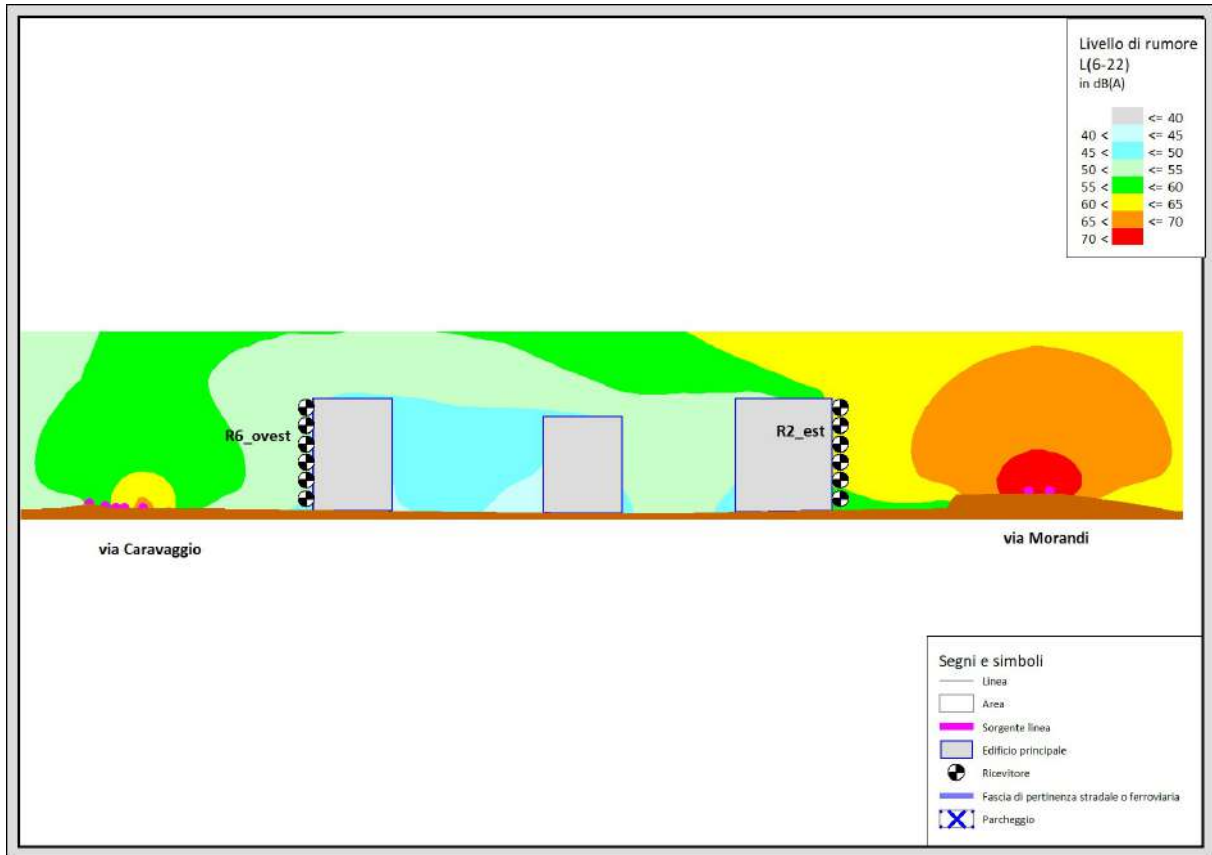 Livello di rumore
L(6-22)
in dB(A)
<= 40
40 < <= 45
45 < <= 50
50 < <= 55
55 < <= 60
60 < <= 65
65 < <= 70
70 <
R6_ovest
R2_est
via Caravaggio
via Morandi
Segni e simboli
Linea
Area
Sorgente linea
Edificio principale
Ricevitore
Fascia di pertinenza stradale o ferroviaria
Parcheggio